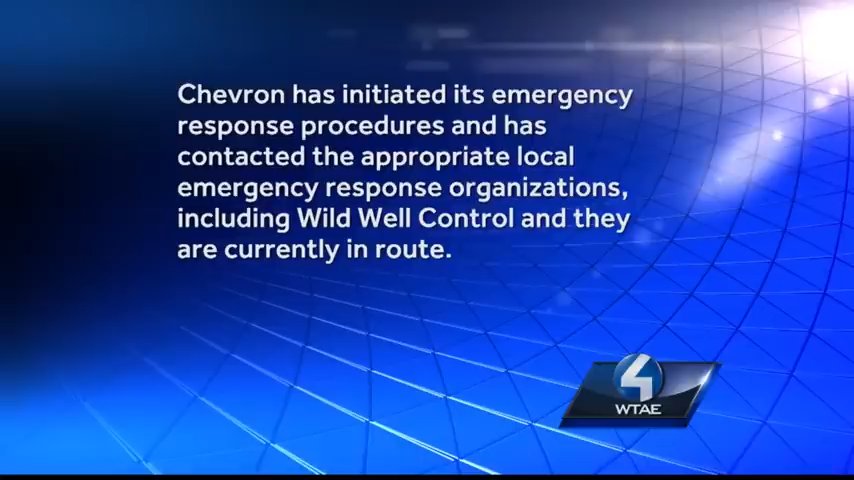 Chevron has initiated its emergency
response procedures and has
contacted the appropriate local
emergency response organizations,
including Wild Well Control and they
are currently in route.
4
WTAE